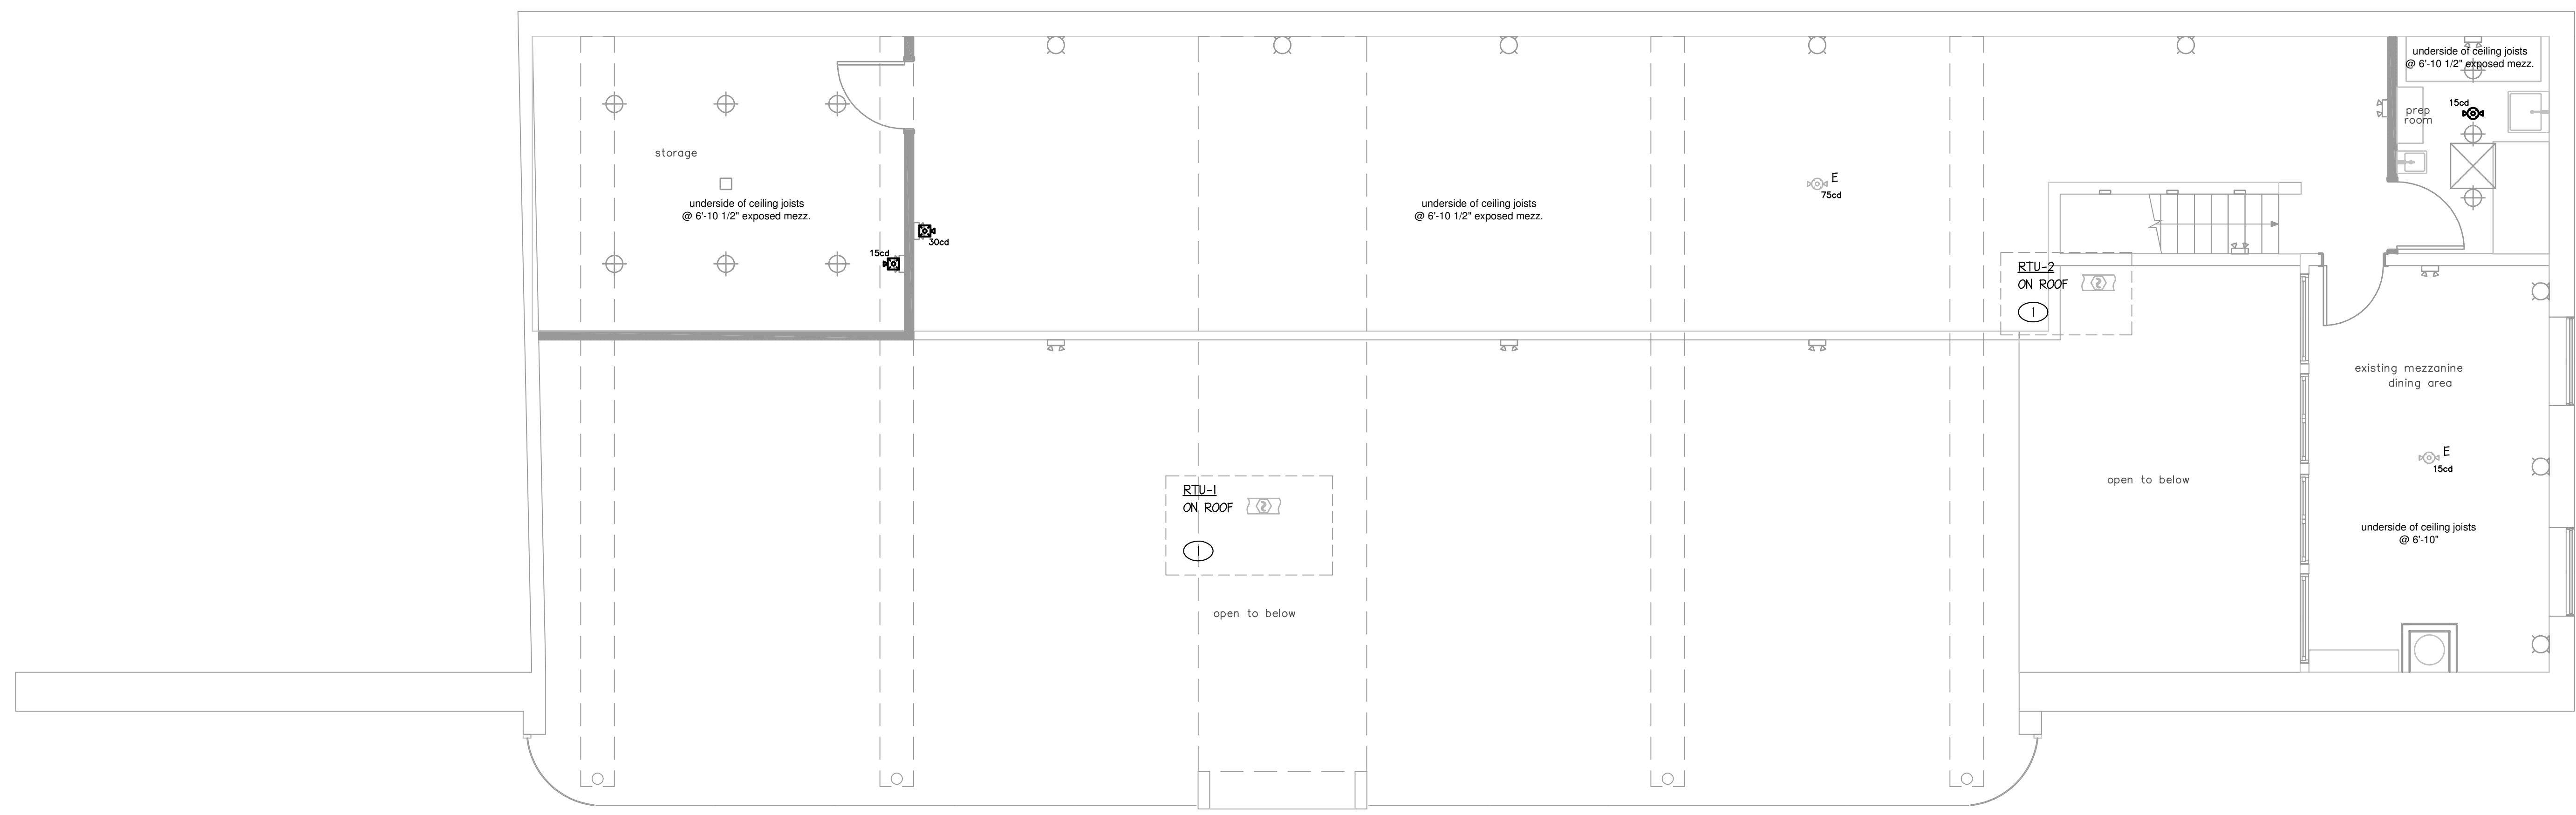 underside of ceiling joists
@ 6'-10 1/2" exposed mezz.
15cd
prep
room
storage
underside of ceiling joists
@ 6'-10 1/2" exposed mezz.
30cd
15cd
underside of ceiling joists
@ 6'-10 1/2" exposed mezz.
E
75cd
RTU-2
ON ROOF
1
existing mezzanine
dining area
E
15cd
open to below
RTU-1
ON ROOF
1
underside of ceiling joists
@ 6'-10"
open to below